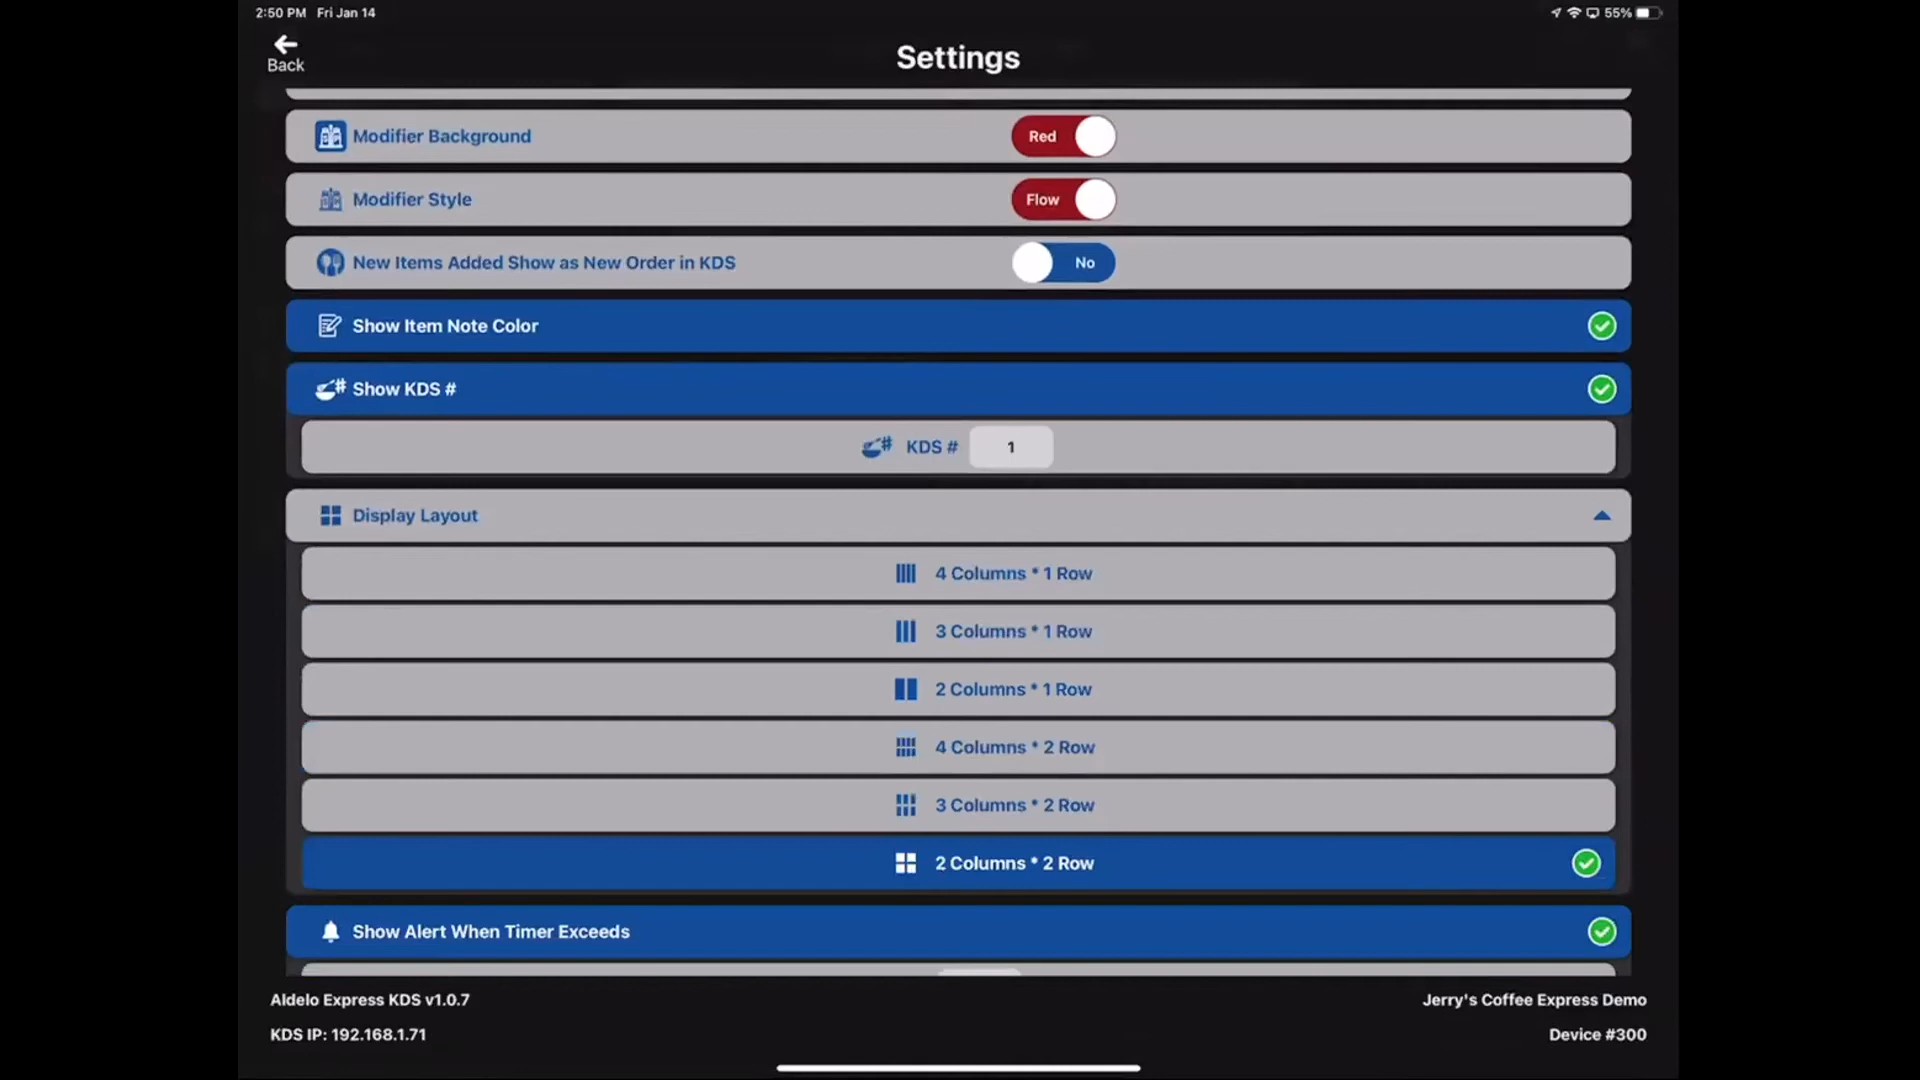 2:50 PM Fri Jan 14
55%
Back
Settings
Modifier Background
Red
Modifier Style
Flow
New Items Added Show as New Order in KDS
No
Show Item Note Color
# Show KDS #
# KDS # 1
Display Layout
4 Columns * 1 Row
3 Columns * 1 Row
2 Columns * 1 Row
4 Columns * 2 Row
3 Columns * 2 Row
2 Columns * 2 Row
Show Alert When Timer Exceeds
Aldelo Express KDS v1.0.7
Jerry's Coffee Express Demo
KDS IP: 192.168.1.71
Device #300